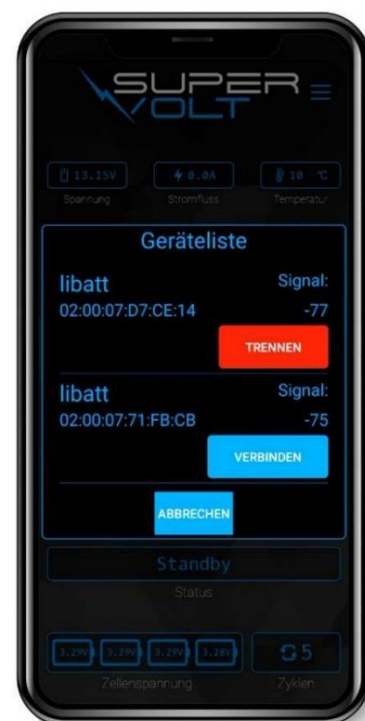 SUPER
VOLT
13.15V 0.0A 10 °C
Spannung Stromfluss Temperatur
Geräteliste
libatt Signal:
02:00:07:D7:CE:14 -77
TRENNEN
libatt Signal:
02:00:07:71:FB:CB -75
VERBINDEN
ABBRECHEN
Standby
Status
3.29V 3.29V 3.29V 3.28V 5
Zellenspannung Zyklen